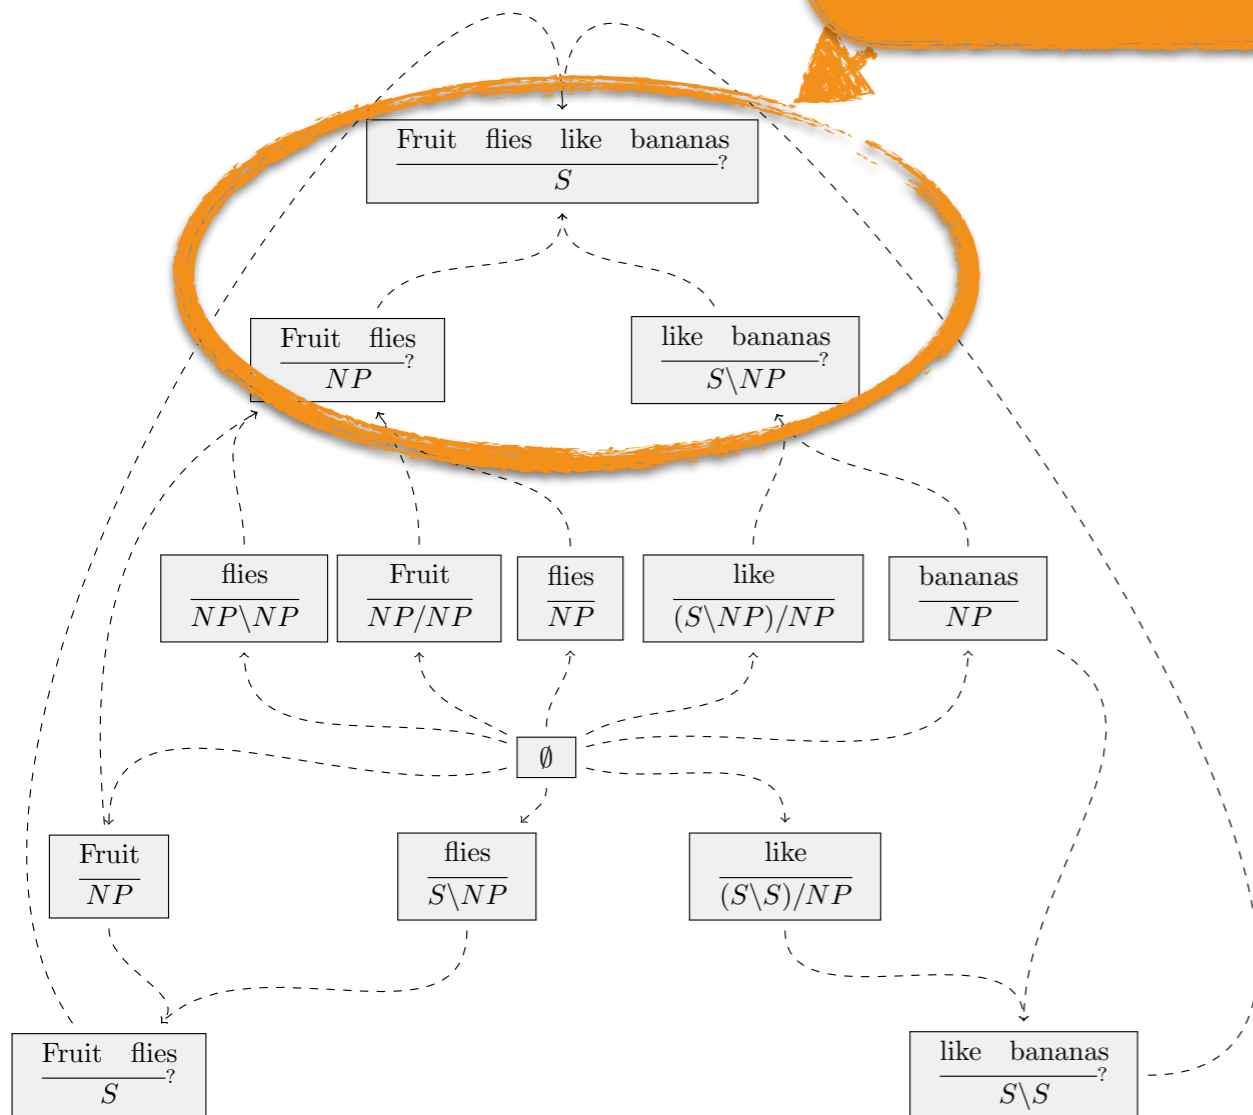 Fruit flies like bananas
?
S
Fruit flies
?
NP
like bananas
?
S\NP
flies
NP\NP
Fruit
NP/NP
flies
NP
like
(S\NP)/NP
bananas
NP
∅
Fruit
NP
flies
S\NP
like
(S\S)/NP
Fruit flies
?
S
like bananas
?
S\S